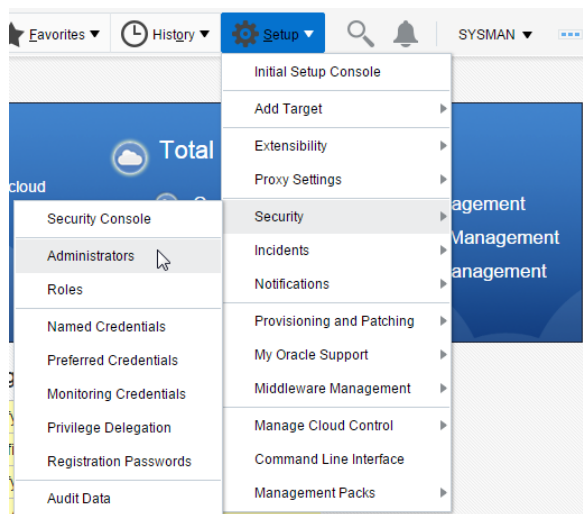 Favorites ▼ History ▼ Setup ▼ SYSMAN ▼
Initial Setup Console
Add Target
Extensibility
Proxy Settings
Security
Incidents
Notifications
Provisioning and Patching
My Oracle Support
Middleware Management
Manage Cloud Control
Command Line Interface
Management Packs
Total
cloud
agement
Management
anagement
Security Console
Administrators
Roles
Named Credentials
Preferred Credentials
Monitoring Credentials
Privilege Delegation
Registration Passwords
Audit Data